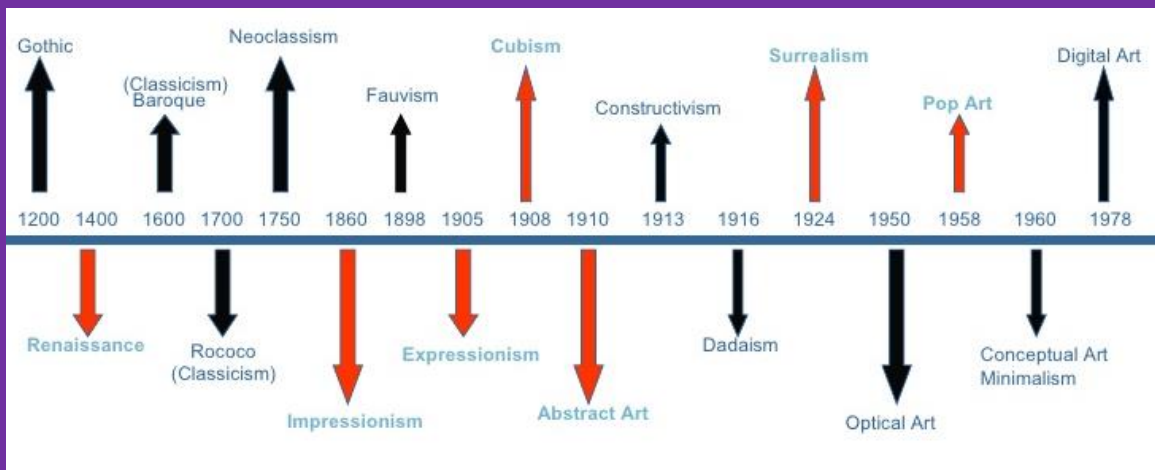 Neoclassism
Gothic
Cubism
Surrealism
Digital Art
(Classicism)
Baroque
Fauvism
Constructivism
Pop Art
1200 1400 1600 1700 1750 1860 1898 1905 1908 1910 1913 1916 1924 1950 1958 1960 1978
Renaissance
Rococo
(Classicism)
Expressionism
Dadaism
Conceptual Art
Minimalism
Impressionism
Abstract Art
Optical Art